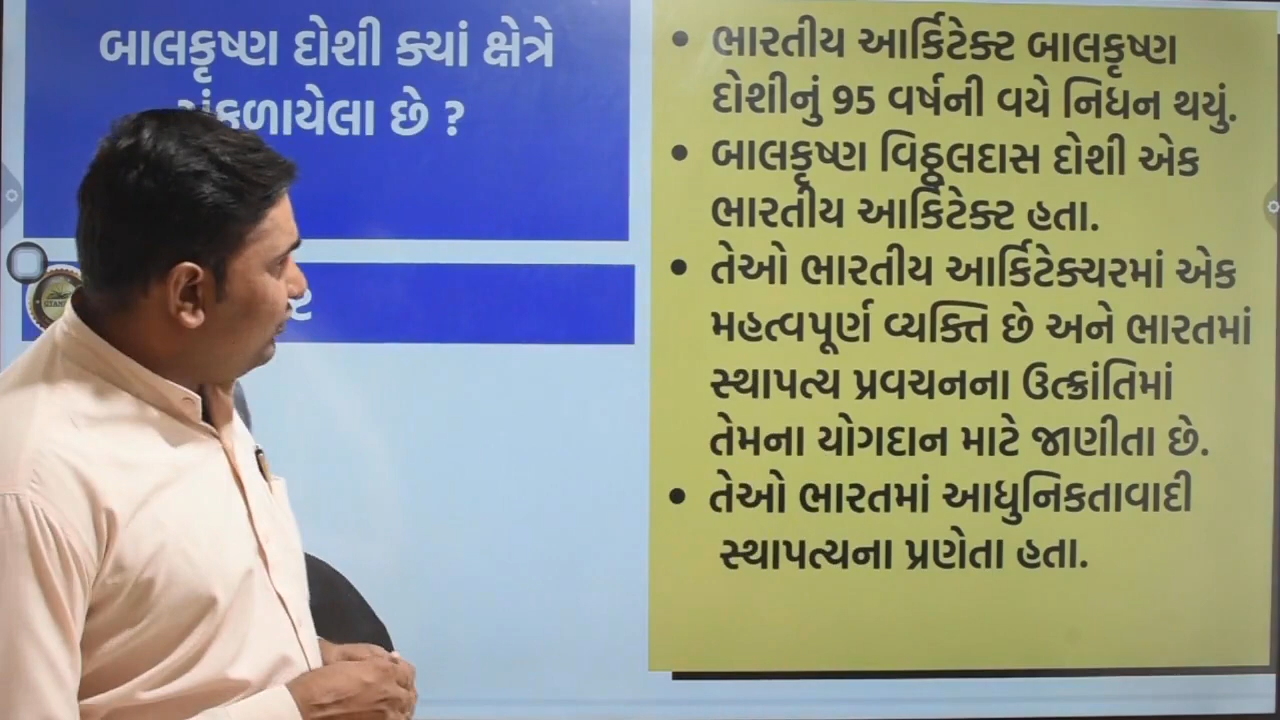 બાલકૃષ્ણ દોશી ક્યાં ક્ષેત્રે
છે ?
• ભારતીય આર્કિટેક્ટ બાલકૃષ્ણ
દોશીનું 95 વર્ષની વયે નિધન થયું.
• બાલકૃષ્ણ વિઠ્ઠલદાસ દોશી એક
ભારતીય આર્કિટેક્ટ હતા.
• તેઓ ભારતીય આર્કિટેક્ચરમાં એક
મહત્વપૂર્ણ વ્યક્તિ છે અને ભારતમાં
સ્થાપત્ય પ્રવચનના ઉત્ક્રાંતિમાં
તેમના યોગદાન માટે જાણીતા છે.
• તેઓ ભારતમાં આધુનિકતાવાદી
સ્થાપત્યના પ્રણેતા હતા.